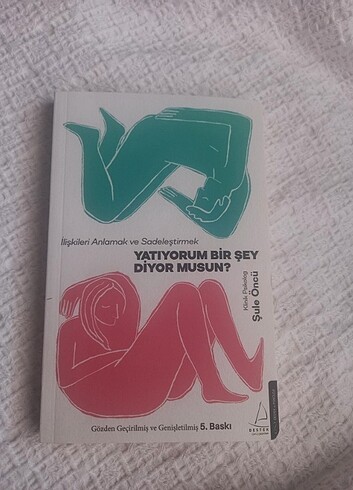 İlişkileri Anlamak ve Sadeleştirmek
YATIYORUM BİR ŞEY
DİYOR MUSUN?
Klinik Psikolog
Şule Öncü
Gözden Geçirilmiş ve Genişletilmiş 5. Baskı
DESTEK